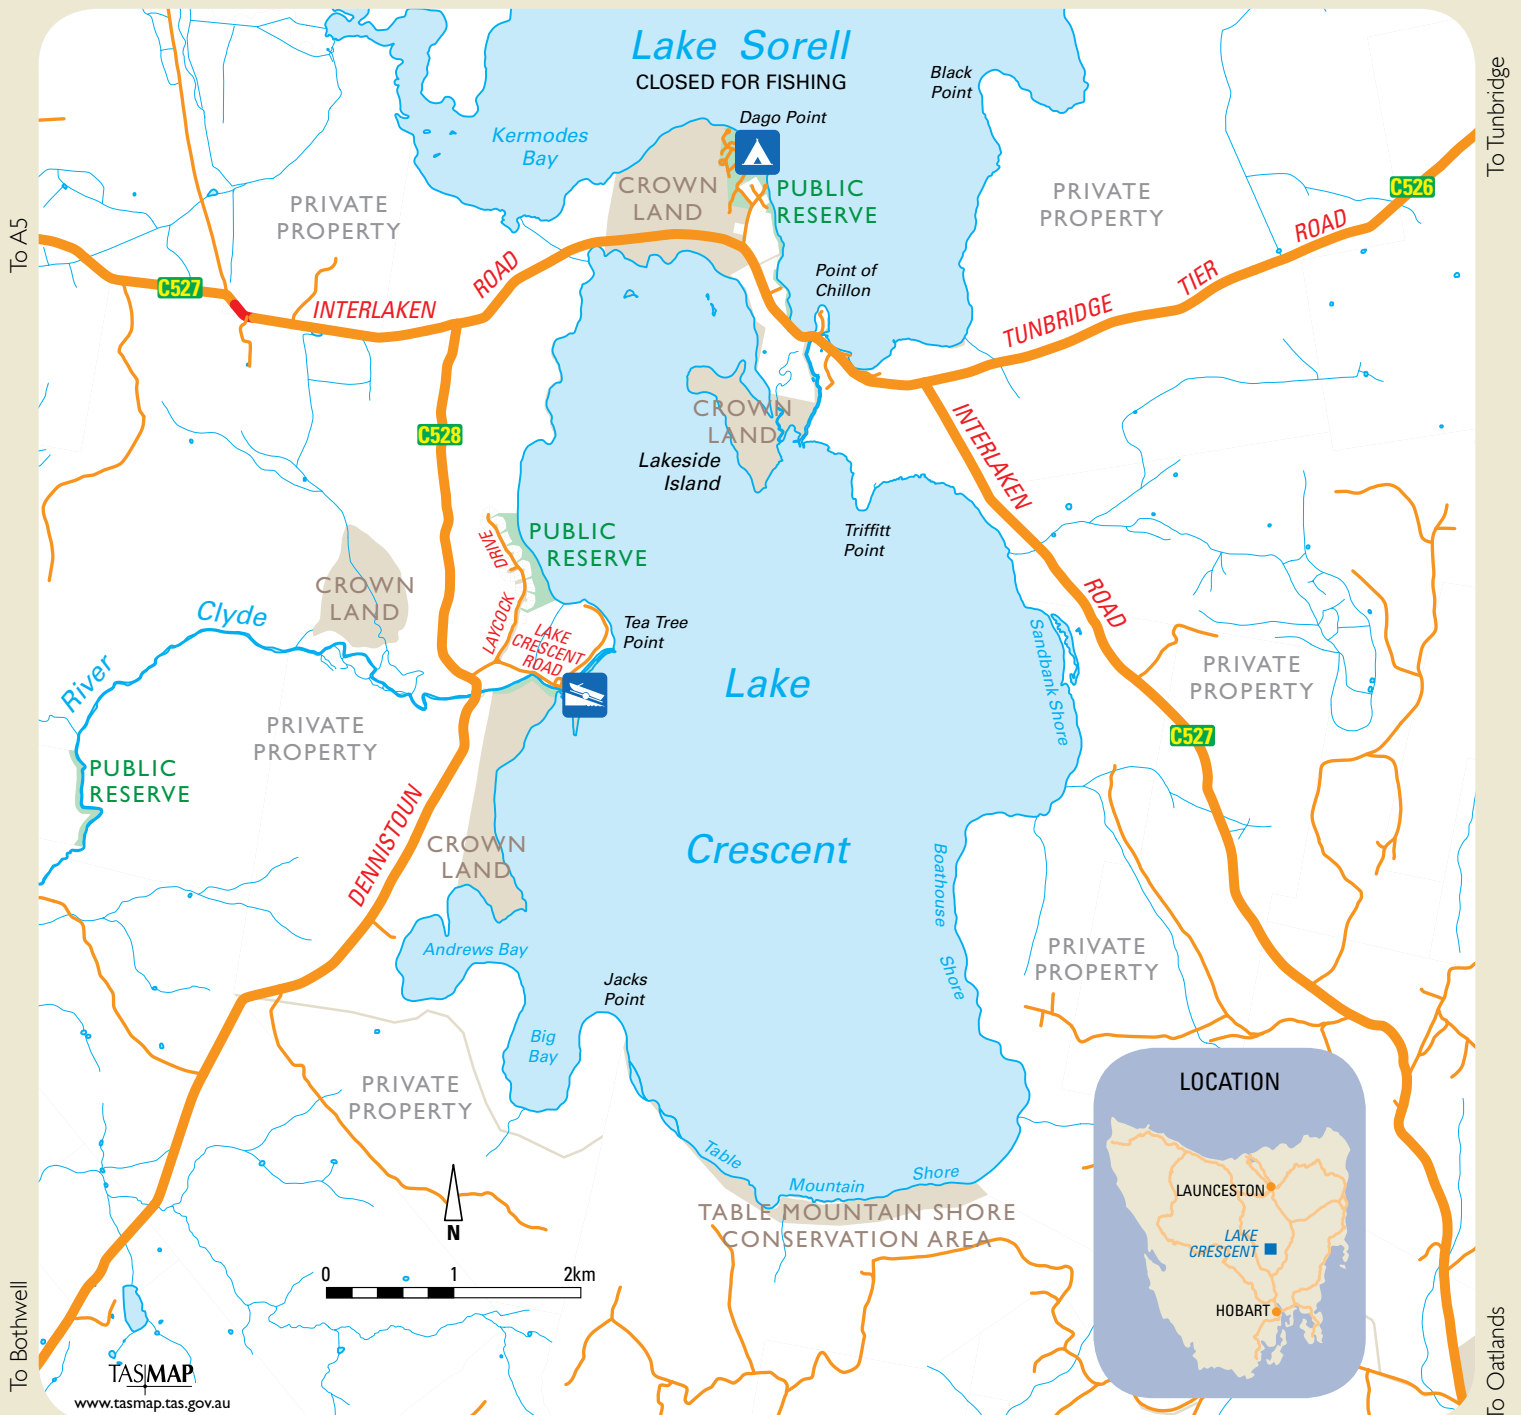 Lake Sorell
CLOSED FOR FISHING
Black
Point
To Tunbridge
Dago Point
Kermodes
Bay
CROWN
LAND
PUBLIC
RESERVE
PRIVATE
PROPERTY
PRIVATE
PROPERTY
C526
To A5
C527
INTERLAKEN
ROAD
Point of
Chillon
TUNBRIDGE
TIER
ROAD
C528
CROWN
LAND
Lakeside
Island
INTERLAKEN
ROAD
Triffitt
Point
PUBLIC
RESERVE
DRIVE
LAYCOCK
LAKE
CRESCENT
ROAD
Tea Tree
Point
CROWN
LAND
Clyde
River
Sandbank Shore
PRIVATE
PROPERTY
Lake
Crescent
C527
PRIVATE
PROPERTY
PUBLIC
RESERVE
DENNISTOUN
CROWN
LAND
Boathouse
Shore
PRIVATE
PROPERTY
Andrews Bay
Jacks
Point
Big
Bay
PRIVATE
PROPERTY
Table
Mountain
Shore
TABLE MOUNTAIN SHORE
CONSERVATION AREA
N
0 1 2km
LOCATION
LAUNCESTON
LAKE
CRESCENT
HOBART
To Bothwell
To Oatlands
TASMAP
www.tasmap.tas.gov.au